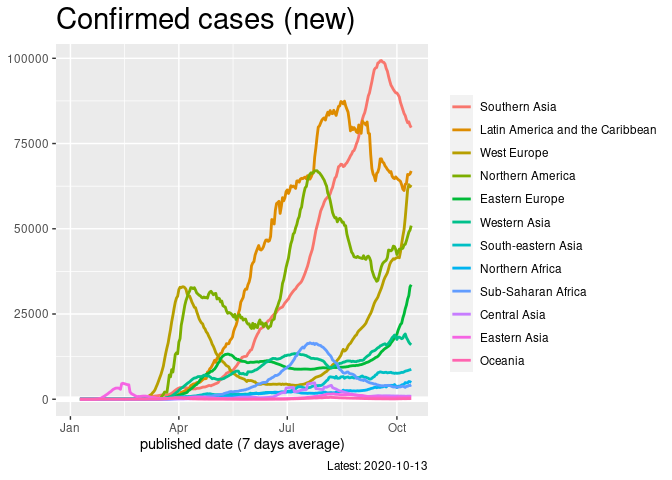 Confirmed cases (new)
100000
75000
50000
25000
0
Jan Apr Jul Oct
published date (7 days average)
Latest: 2020-10-13
Southern Asia
Latin America and the Caribbean
West Europe
Northern America
Eastern Europe
Western Asia
South-eastern Asia
Northern Africa
Sub-Saharan Africa
Central Asia
Eastern Asia
Oceania